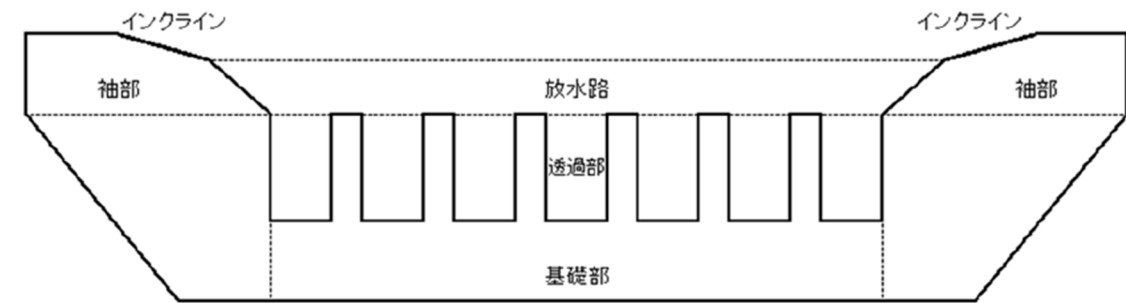 インクライン
インクライン
袖部
放水路
袖部
透過部
基礎部